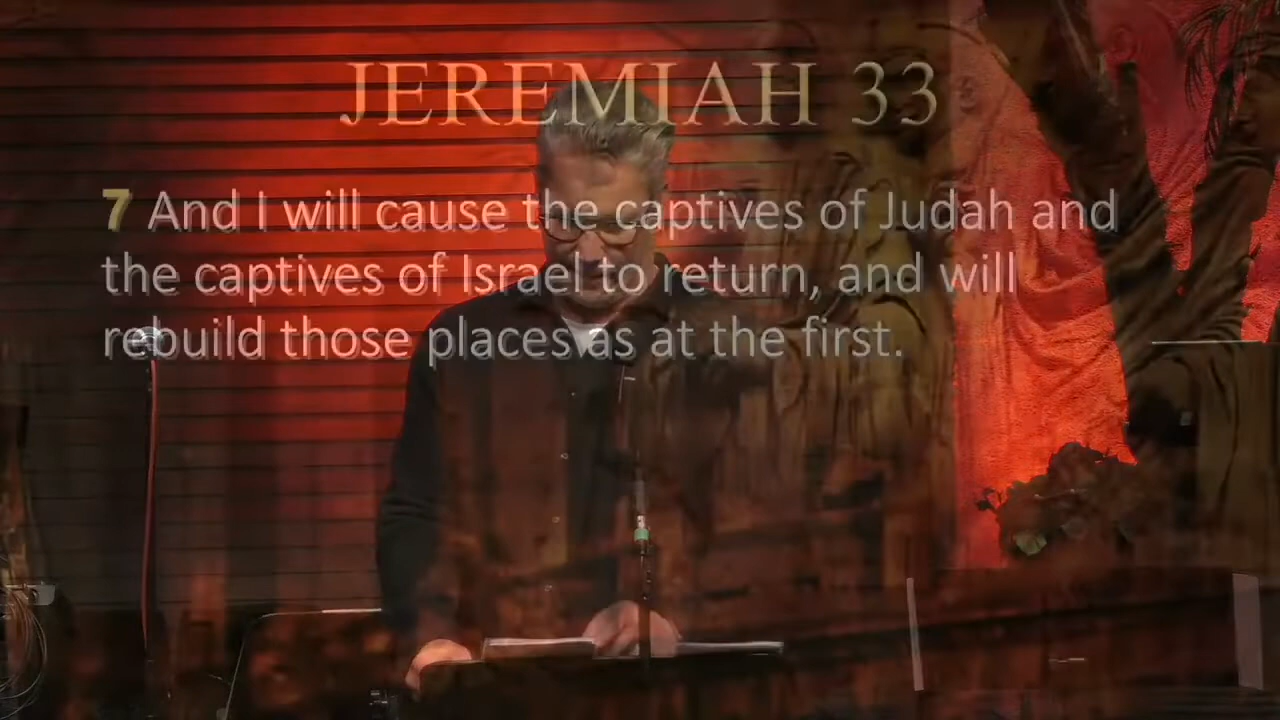 JEREMIAH 33
7 And I will cause the captives of Judah and
the captives of Israel to return, and will
rebuild those places as at the first.